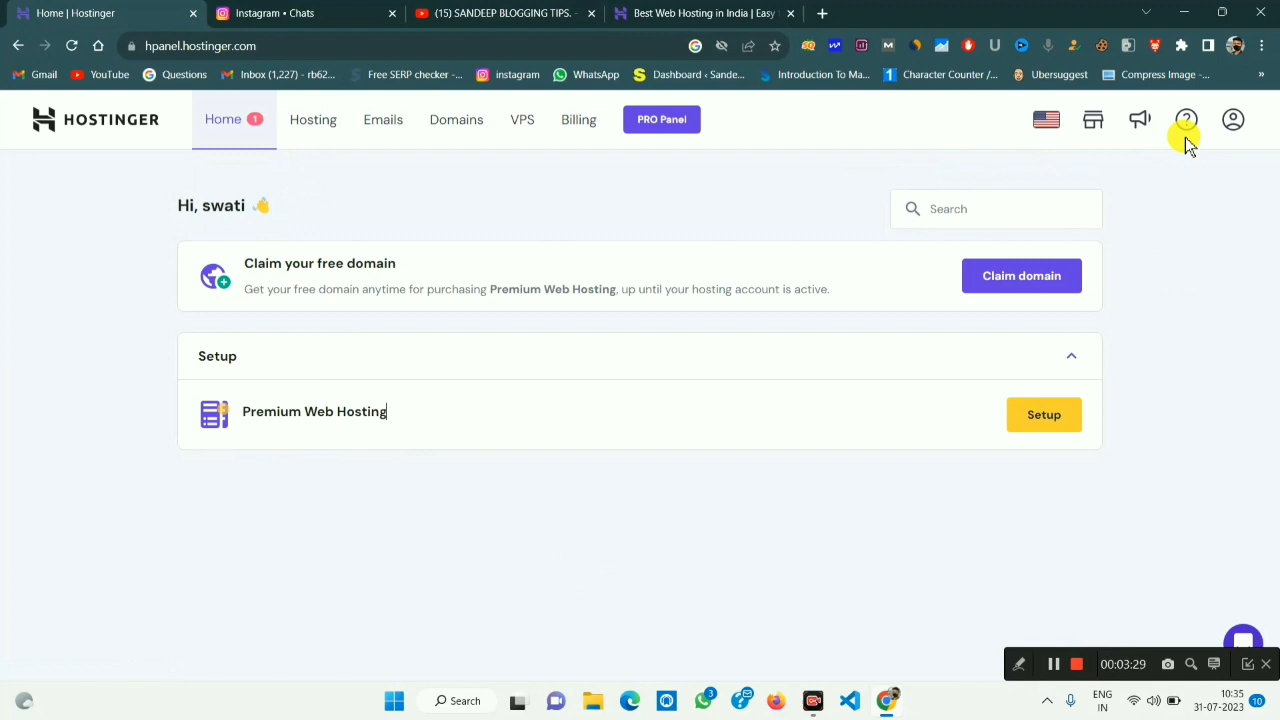 Home | Hostinger
Instagram • Chats
(15) SANDEEP BLOGGING TIPS. -
Best Web Hosting in India | Easy
hpanel.hostinger.com
Gmail
YouTube
Questions
Inbox (1,227) - rb62...
Free SERP checker -...
instagram
WhatsApp
Dashboard ‹ Sande...
Introduction To Ma...
Character Counter /...
Ubersuggest
Compress Image -...
»
HOSTINGER
Home 1
Hosting
Emails
Domains
VPS
Billing
PRO Panel
Hi, swati 👋
Search
Claim your free domain
Get your free domain anytime for purchasing Premium Web Hosting, up until your hosting account is active.
Claim domain
Setup
Premium Web Hosting
Setup
00:03:29
Search
3
ENG
IN
10:35
31-07-2023
10